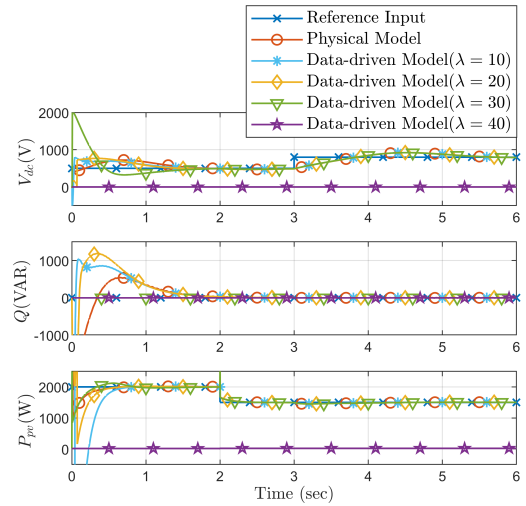 Reference Input
Physical Model
Data-driven Model(λ = 10)
Data-driven Model(λ = 20)
Data-driven Model(λ = 30)
Data-driven Model(λ = 40)
2000
1000
0
V_dc(V)
0 1 2 3 4 5 6
1000
0
-1000
Q(VAR)
0 1 2 3 4 5 6
2000
1000
0
P_pv(W)
0 1 2 3 4 5 6
Time (sec)